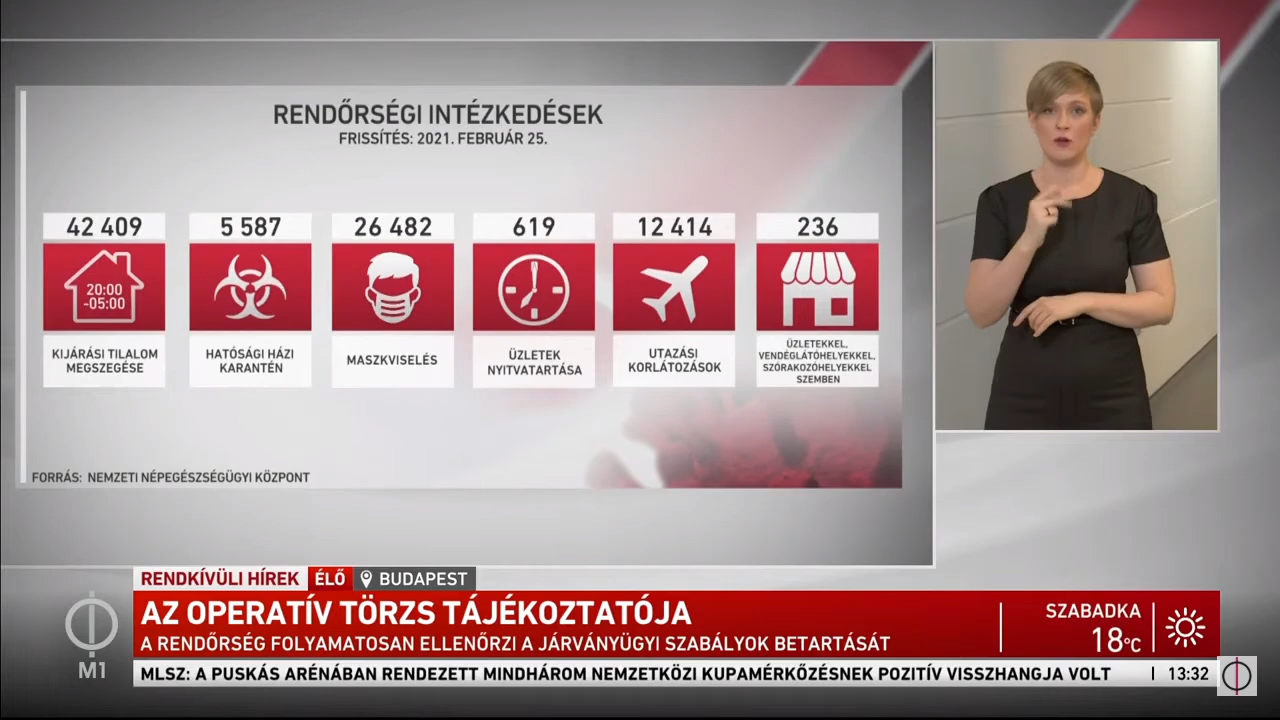 RENDŐRSÉGI INTÉZKEDÉSEK
FRISSÍTÉS: 2021. FEBRUÁR 25.
42 409
5 587
26 482
619
12 414
236
20:00
-05:00
KIJÁRÁSI TILALOM
MEGSZEGÉSE
HATÓSÁGI HÁZI
KARANTÉN
MASZKVISELÉS
ÜZLETEK
NYITVATARTÁSA
UTAZÁSI
KORLÁTOZÁSOK
ÜZLETEKKEL,
VENDÉGLÁTÓHELYEKKEL,
SZÓRAKOZÓHELYEKKEL
SZEMBEN
FORRÁS: NEMZETI NÉPEGÉSZSÉGÜGYI KÖZPONT
RENDKÍVÜLI HÍREK ÉLŐ BUDAPEST
AZ OPERATÍV TÖRZS TÁJÉKOZTATÓJA
A RENDŐRSÉG FOLYAMATOSAN ELLENŐRZI A JÁRVÁNYÜGYI SZABÁLYOK BETARTÁSÁT
SZABADKA
18°C
M1
MLSZ: A PUSKÁS ARÉNÁBAN RENDEZETT MINDHÁROM NEMZETKÖZI KUPAMÉRKŐZÉSNEK POZITÍV VISSZHANGJA VOLT
13:32